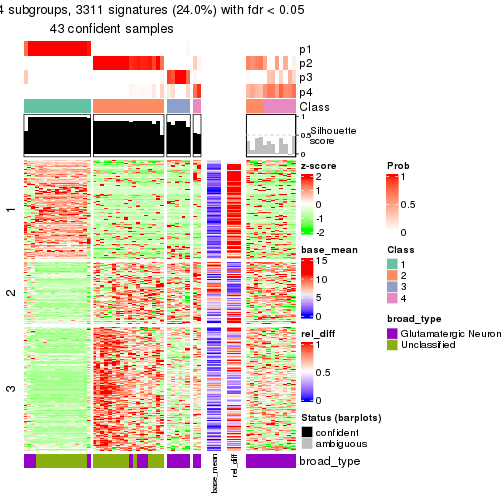 4 subgroups, 3311 signatures (24.0%) with fdr < 0.05
43 confident samples
p1
p2
p3
p4
Class
1
0.5
0
Silhouette
score
1
2
3
z-score
2
1
0
-1
-2
Prob
1
0.5
0
base_mean
15
10
5
0
Class
1
2
3
4
broad_type
Glutamatergic Neuron
Unclassified
rel_diff
1
0.5
0
Status (barplots)
confident
ambiguous
broad_type
base_mean
rel_diff